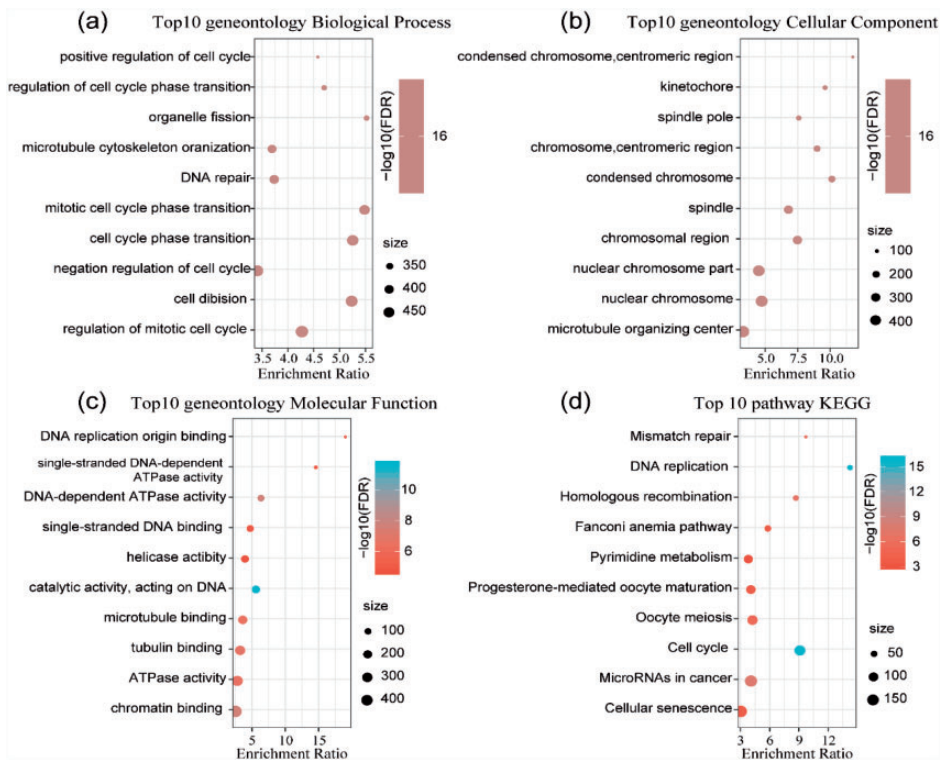 (a) Top10 geneontology Biological Process
positive regulation of cell cycle
regulation of cell cycle phase transition
organelle fission
microtubule cytoskeleton oranization
DNA repair
mitotic cell cycle phase transition
cell cycle phase transition
negation regulation of cell cycle
cell dibision
regulation of mitotic cell cycle
3.5 4.0 4.5 5.0 5.5
Enrichment Ratio
-log10(FDR)
16
size
350
400
450
(b) Top10 geneontology Cellular Component
condensed chromosome,centromeric region
kinetochore
spindle pole
chromosome,centromeric region
condensed chromosome
spindle
chromosomal region
nuclear chromosome part
nuclear chromosome
microtubule organizing center
5.0 7.5 10.0
Enrichment Ratio
-log10(FDR)
16
size
100
200
300
400
(c) Top10 geneontology Molecular Function
DNA replication origin binding
single-stranded DNA-dependent
ATPase activity
DNA-dependent ATPase activity
single-stranded DNA binding
helicase actibity
catalytic activity, acting on DNA
microtubule binding
tubulin binding
ATPase activity
chromatin binding
5 10 15
Enrichment Ratio
-log10(FDR)
10
8
6
size
100
200
300
400
(d) Top 10 pathway KEGG
Mismatch repair
DNA replication
Homologous recombination
Fanconi anemia pathway
Pyrimidine metabolism
Progesterone-mediated oocyte maturation
Oocyte meiosis
Cell cycle
MicroRNAs in cancer
Cellular senescence
3 6 9 12
Enrichment Ratio
-log10(FDR)
15
12
9
6
3
size
50
100
150